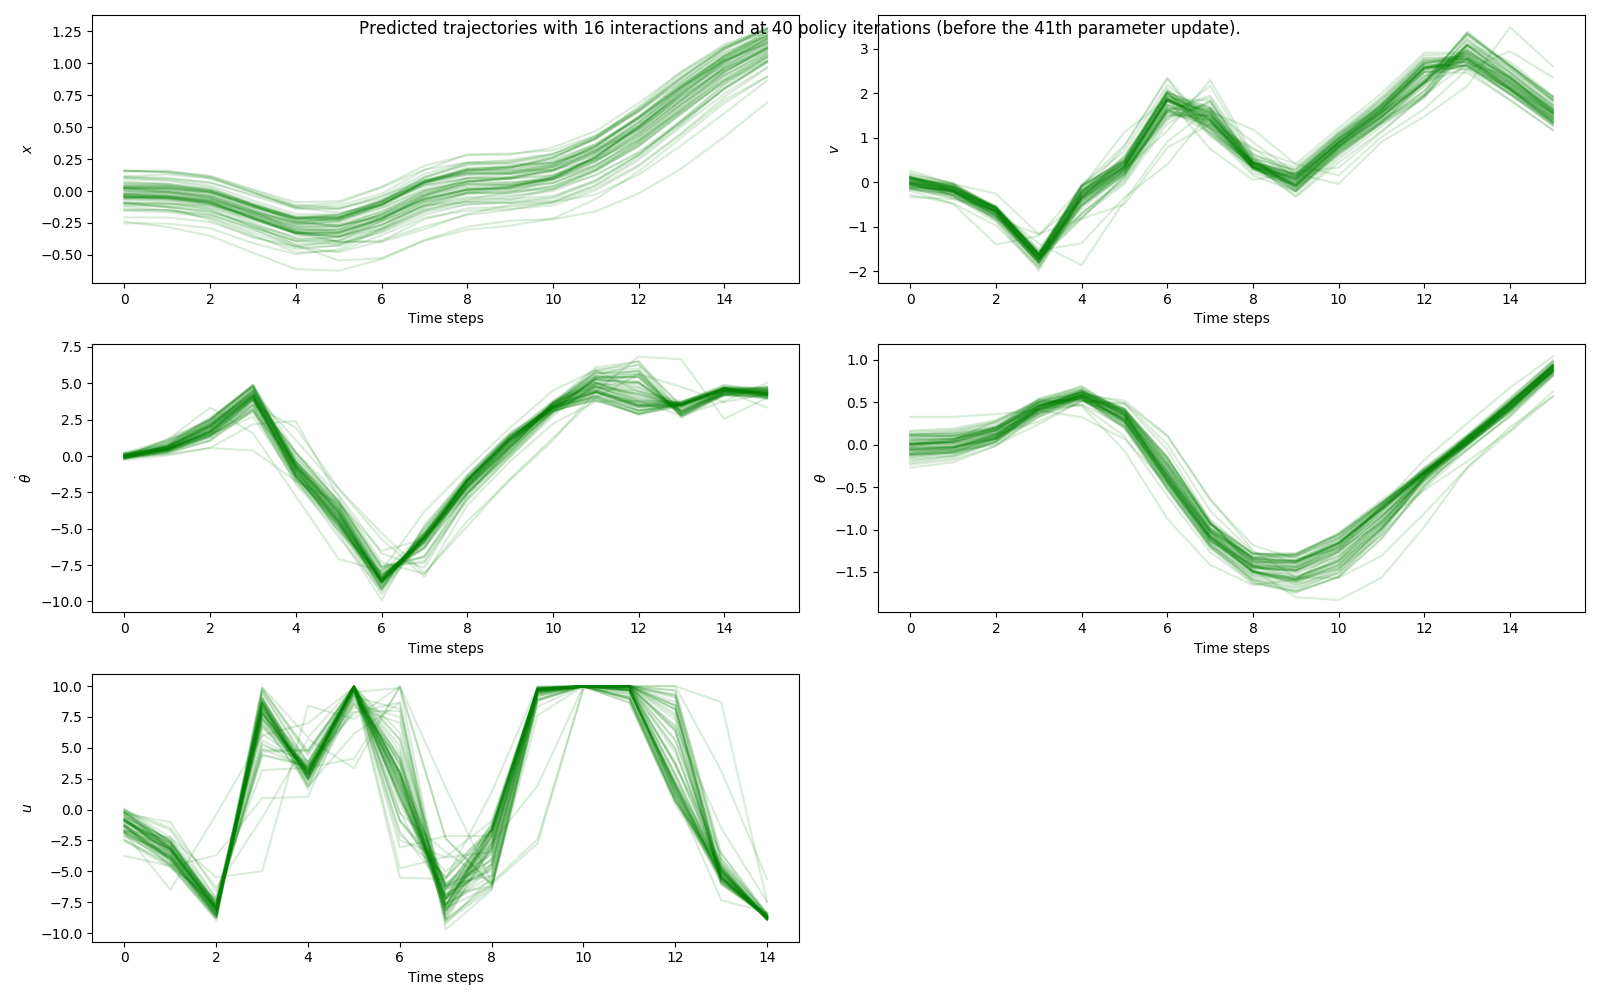 Predicted trajectories with 16 interactions and at 40 policy iterations (before the 41th parameter update).
1.25
1.00
0.75
0.50
0.25
0.00
−0.25
−0.50
x
0 2 4 6 8 10 12 14
Time steps
3
2
1
0
−1
−2
v
0 2 4 6 8 10 12 14
Time steps
7.5
5.0
2.5
0.0
−2.5
−5.0
−7.5
−10.0
θ̇
0 2 4 6 8 10 12 14
Time steps
1.0
0.5
0.0
−0.5
−1.0
−1.5
θ
0 2 4 6 8 10 12 14
Time steps
10.0
7.5
5.0
2.5
0.0
−2.5
−5.0
−7.5
−10.0
u
0 2 4 6 8 10 12 14
Time steps